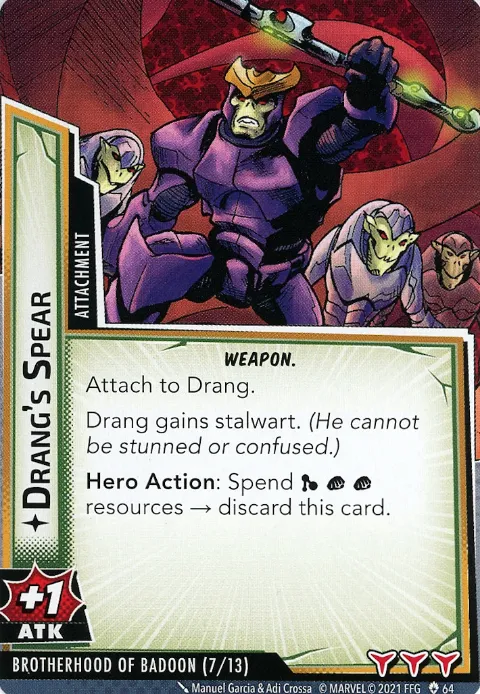 ATTACHMENT
DRANG'S SPEAR
WEAPON.
Attach to Drang.
Drang gains stalwart. (He cannot
be stunned or confused.)
Hero Action: Spend
resources → discard this card.
+1
ATK
BROTHERHOOD OF BADOON (7/13)
Manuel Garcia & Adi Crossa © MARVEL © 2021 FFG 64